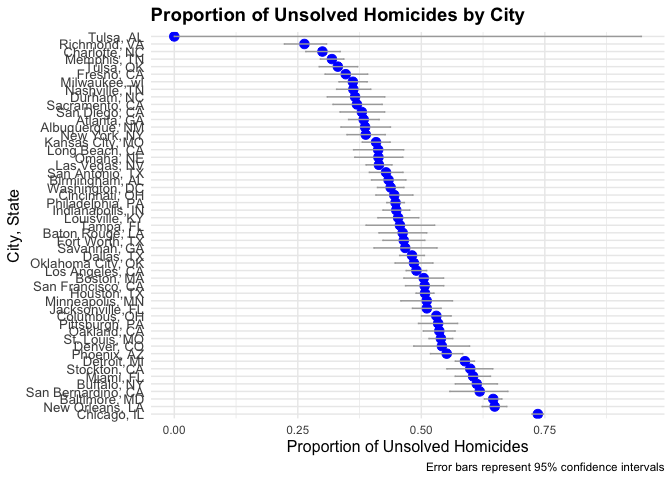 Proportion of Unsolved Homicides by City
City, State
Tulsa, AL
Richmond, VA
Charlotte, NC
Memphis, TN
Tulsa, OK
Fresno, CA
Milwaukee, wI
Nashville, TN
Durham, NC
Sacramento, CA
San Diego, CA
Atlanta, GA
Albuquerque, NM
New York, NY
Kansas City, MO
Long Beach, CA
Omaha, NE
Las Vegas, NV
San Antonio, TX
Birmingham, AL
Washington, DC
Cincinnati, OH
Philadelphia, PA
Indianapolis, IN
Louisville, KY
Tampa, FL
Baton Rouge, LA
Fort Worth, TX
Savannah, GA
Dallas, TX
Oklahoma City, OK
Los Angeles, CA
Boston, MA
San Francisco, CA
Houston, TX
Minneapolis, MN
Jacksonville, FL
Columbus, OH
Pittsburgh, PA
Oakland, CA
St. Louis, MO
Denver, CO
Phoenix, AZ
Detroit, MI
Stockton, CA
Miami, FL
Buffalo, NY
San Bernardino, CA
Baltimore, MD
New Orleans, LA
Chicago, IL
0.00 0.25 0.50 0.75
Proportion of Unsolved Homicides
Error bars represent 95% confidence intervals